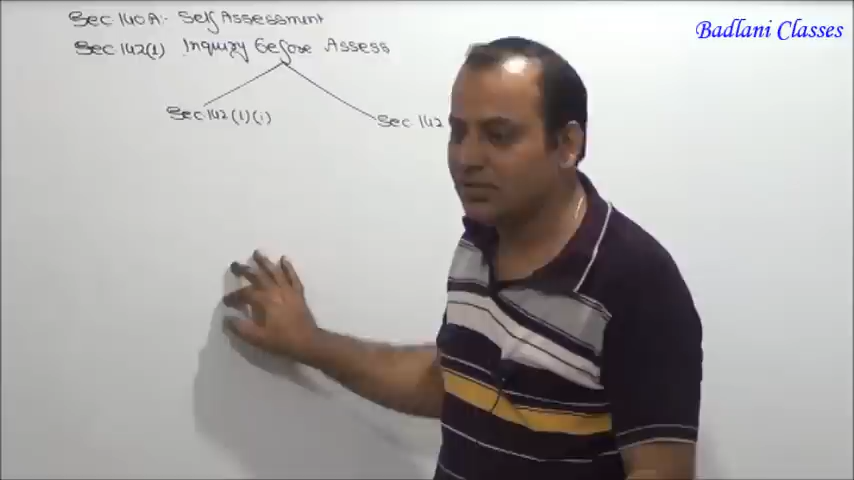 Badlani Classes
Sec 140A:- Self Assessment
Sec 142(1) Inquiry Before Assess
Sec 142(1)(i)
Sec 142